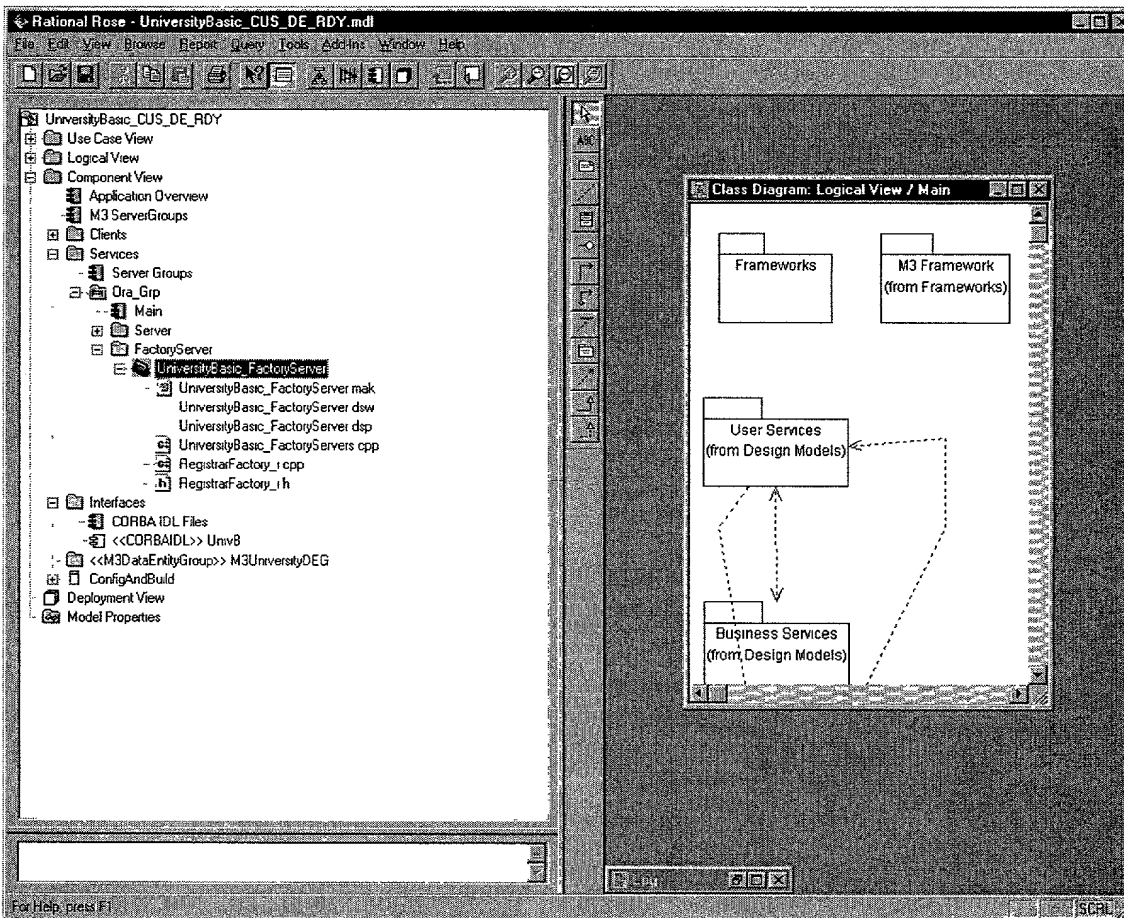 Rational Rose - UniversityBasic_CUS_DE_RDY.mdl
File Edit View Browse Report Query Tools Add-Ins Window Help
UniversityBasic_CUS_DE_RDY
Use Case View
Logical View
Component View
Application Overview
M3 ServerGroups
Clients
Services
Server Groups
Ora_Grp
Main
Server
FactoryServer
UniversityBasic_FactoryServer
UniversityBasic_FactoryServer mak
UniversityBasic_FactoryServer dsw
UniversityBasic_FactoryServer dsp
UniversityBasic_FactoryServers cpp
RegistrarFactory_i cpp
RegistrarFactory_i h
Interfaces
CORBA IDL Files
<<CORBAIDL>> UnivB
<<M3DataEntityGroup>> M3UniversityDEG
ConfigAndBuild
Deployment View
Model Properties
ABC
Class Diagram: Logical View / Main
Frameworks
M3 Framework
(from Frameworks)
User Services
(from Design Models)
Business Services
(from Design Models)
For Help, press F1
SCRL